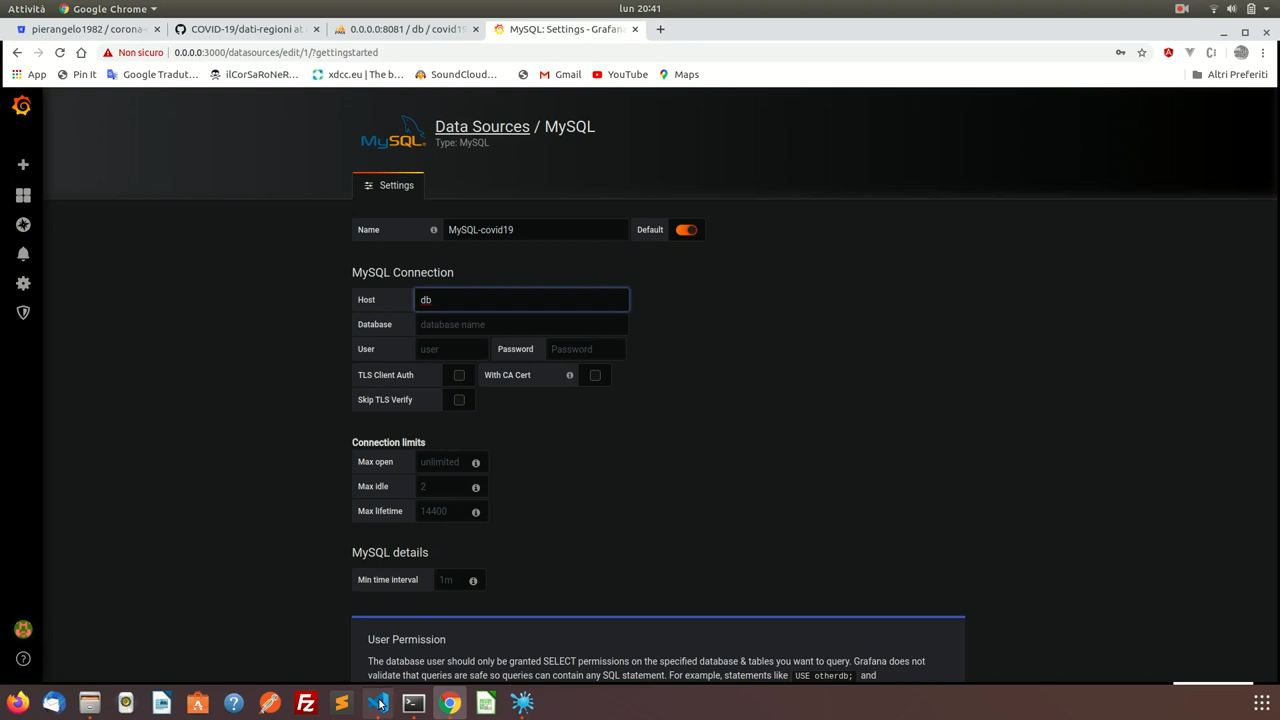 Attività
Google Chrome
lun 20:41
pierangelo1982 / corona-
COVID-19/dati-regioni at
0.0.0.0:8081 / db / covid19
MySQL: Settings - Grafana
Non sicuro
0.0.0.0:3000/datasources/edit/1/?gettingstarted
App
Pin It
Google Tradut...
ilCorSaRoNeR...
xdcc.eu | The b...
SoundCloud...
Gmail
YouTube
Maps
Altri Preferiti
MySQL
Data Sources / MySQL
Type: MySQL
Settings
Name
MySQL-covid19
Default
MySQL Connection
Host
db
Database
database name
User
user
Password
Password
TLS Client Auth
With CA Cert
Skip TLS Verify
Connection limits
Max open
unlimited
Max idle
2
Max lifetime
14400
MySQL details
Min time interval
1m
User Permission
The database user should only be granted SELECT permissions on the specified database & tables you want to query. Grafana does not
validate that queries are safe so queries can contain any SQL statement. For example, statements like USE otherdb; and